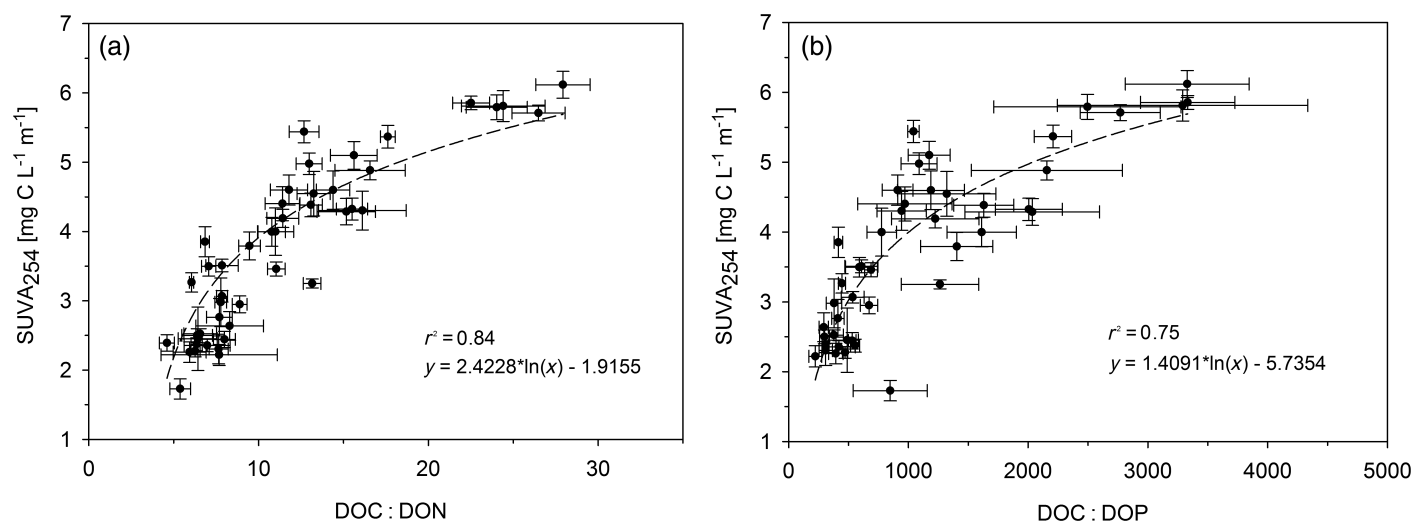 (a)
7
6
5
4
3
2
1
SUVA254 [mg C L-1 m-1]
r² = 0.84
y = 2.4228*ln(x) - 1.9155
0 10 20 30
DOC : DON
(b)
7
6
5
4
3
2
1
SUVA254 [mg C L-1 m-1]
r² = 0.75
y = 1.4091*ln(x) - 5.7354
0 1000 2000 3000 4000 5000
DOC : DOP